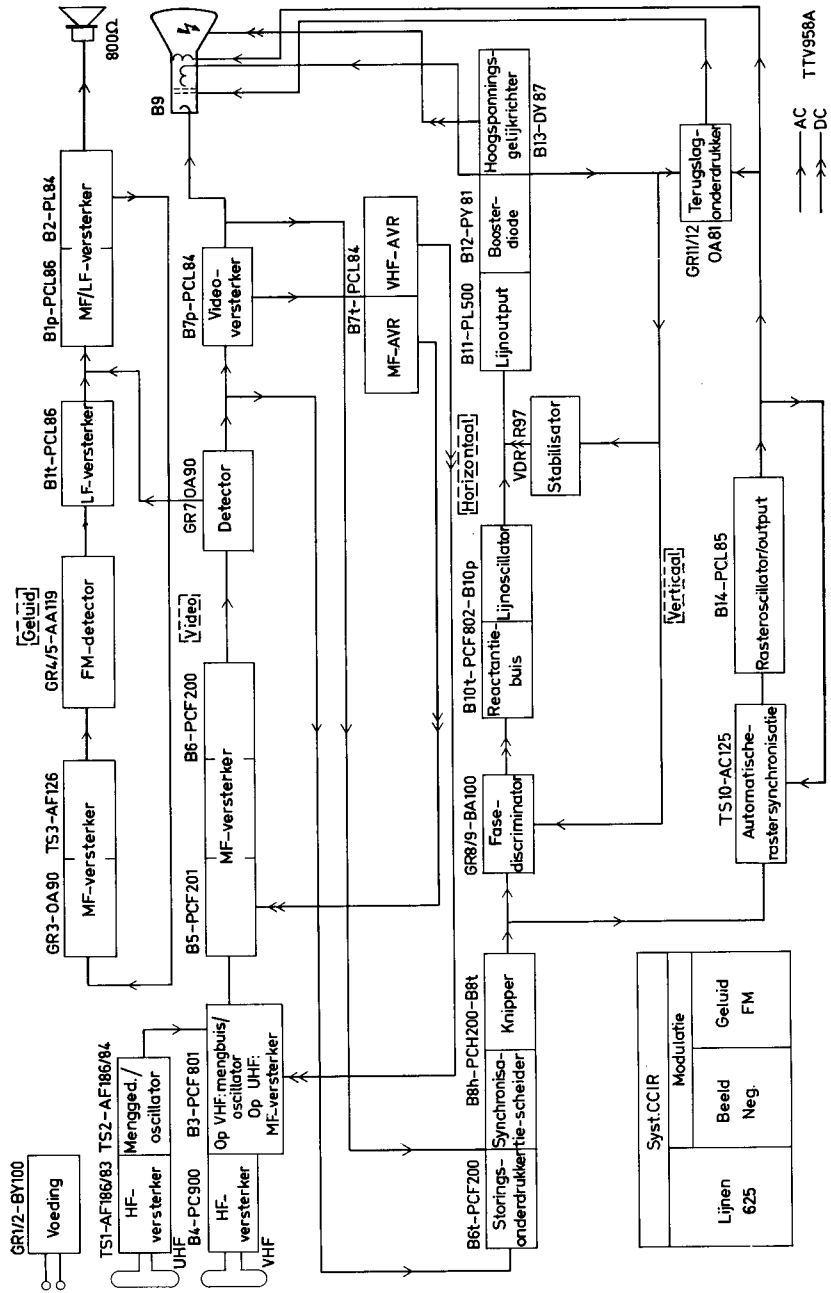 GR1/2-BY100
Voeding
TS1-AF186/83 TS2-AF186/84
HF-
versterker
Mengged./
oscillator
UHF
B4-PC900
B3-PCF801
HF-
versterker
Op VHF:mengbuis/
oscillator
Op UHF:
MF-versterker
VHF
GR3-OA90 TS3-AF126
MF-versterker
Geluid
GR4/5-AA119
FM-detector
B1t-PCL86
LF-versterker
B1p-PCL86 B2-PL84
MF/LF-versterker
800Ω
B5-PCF201 B6-PCF200
MF-versterker
Video
GR7 OA90
Detector
B7p-PCL84
Video-
versterker
B9
B7t-PCL84
MF-AVR
VHF-AVR
B6t-PCF200
B8h-PCH200-B8t
Storings-
onderdrukker
Synchronisa-
tie-scheider
Knipper
GR8/9-BA100
Fase-
discriminator
B10t-PCF802-B10p
Reactantie-
buis
Lijnoscillator
Horizontaal
VDR R97
Stabilisator
B11-PL500
Lijnoutput
B12-PY81
Booster-
diode
Hoogspannings-
gelijkrichter
B13-DY87
Verticaal
TS10-AC125
Automatische-
rastersynchronisatie
B14-PCL85
Rasteroscillator/output
GR11/12
OA81
Terugslag-
onderdrukker
Syst.CCIR
Modulatie
Lijnen
625
Beeld
Neg.
Geluid
FM
AC
DC
TTV958A